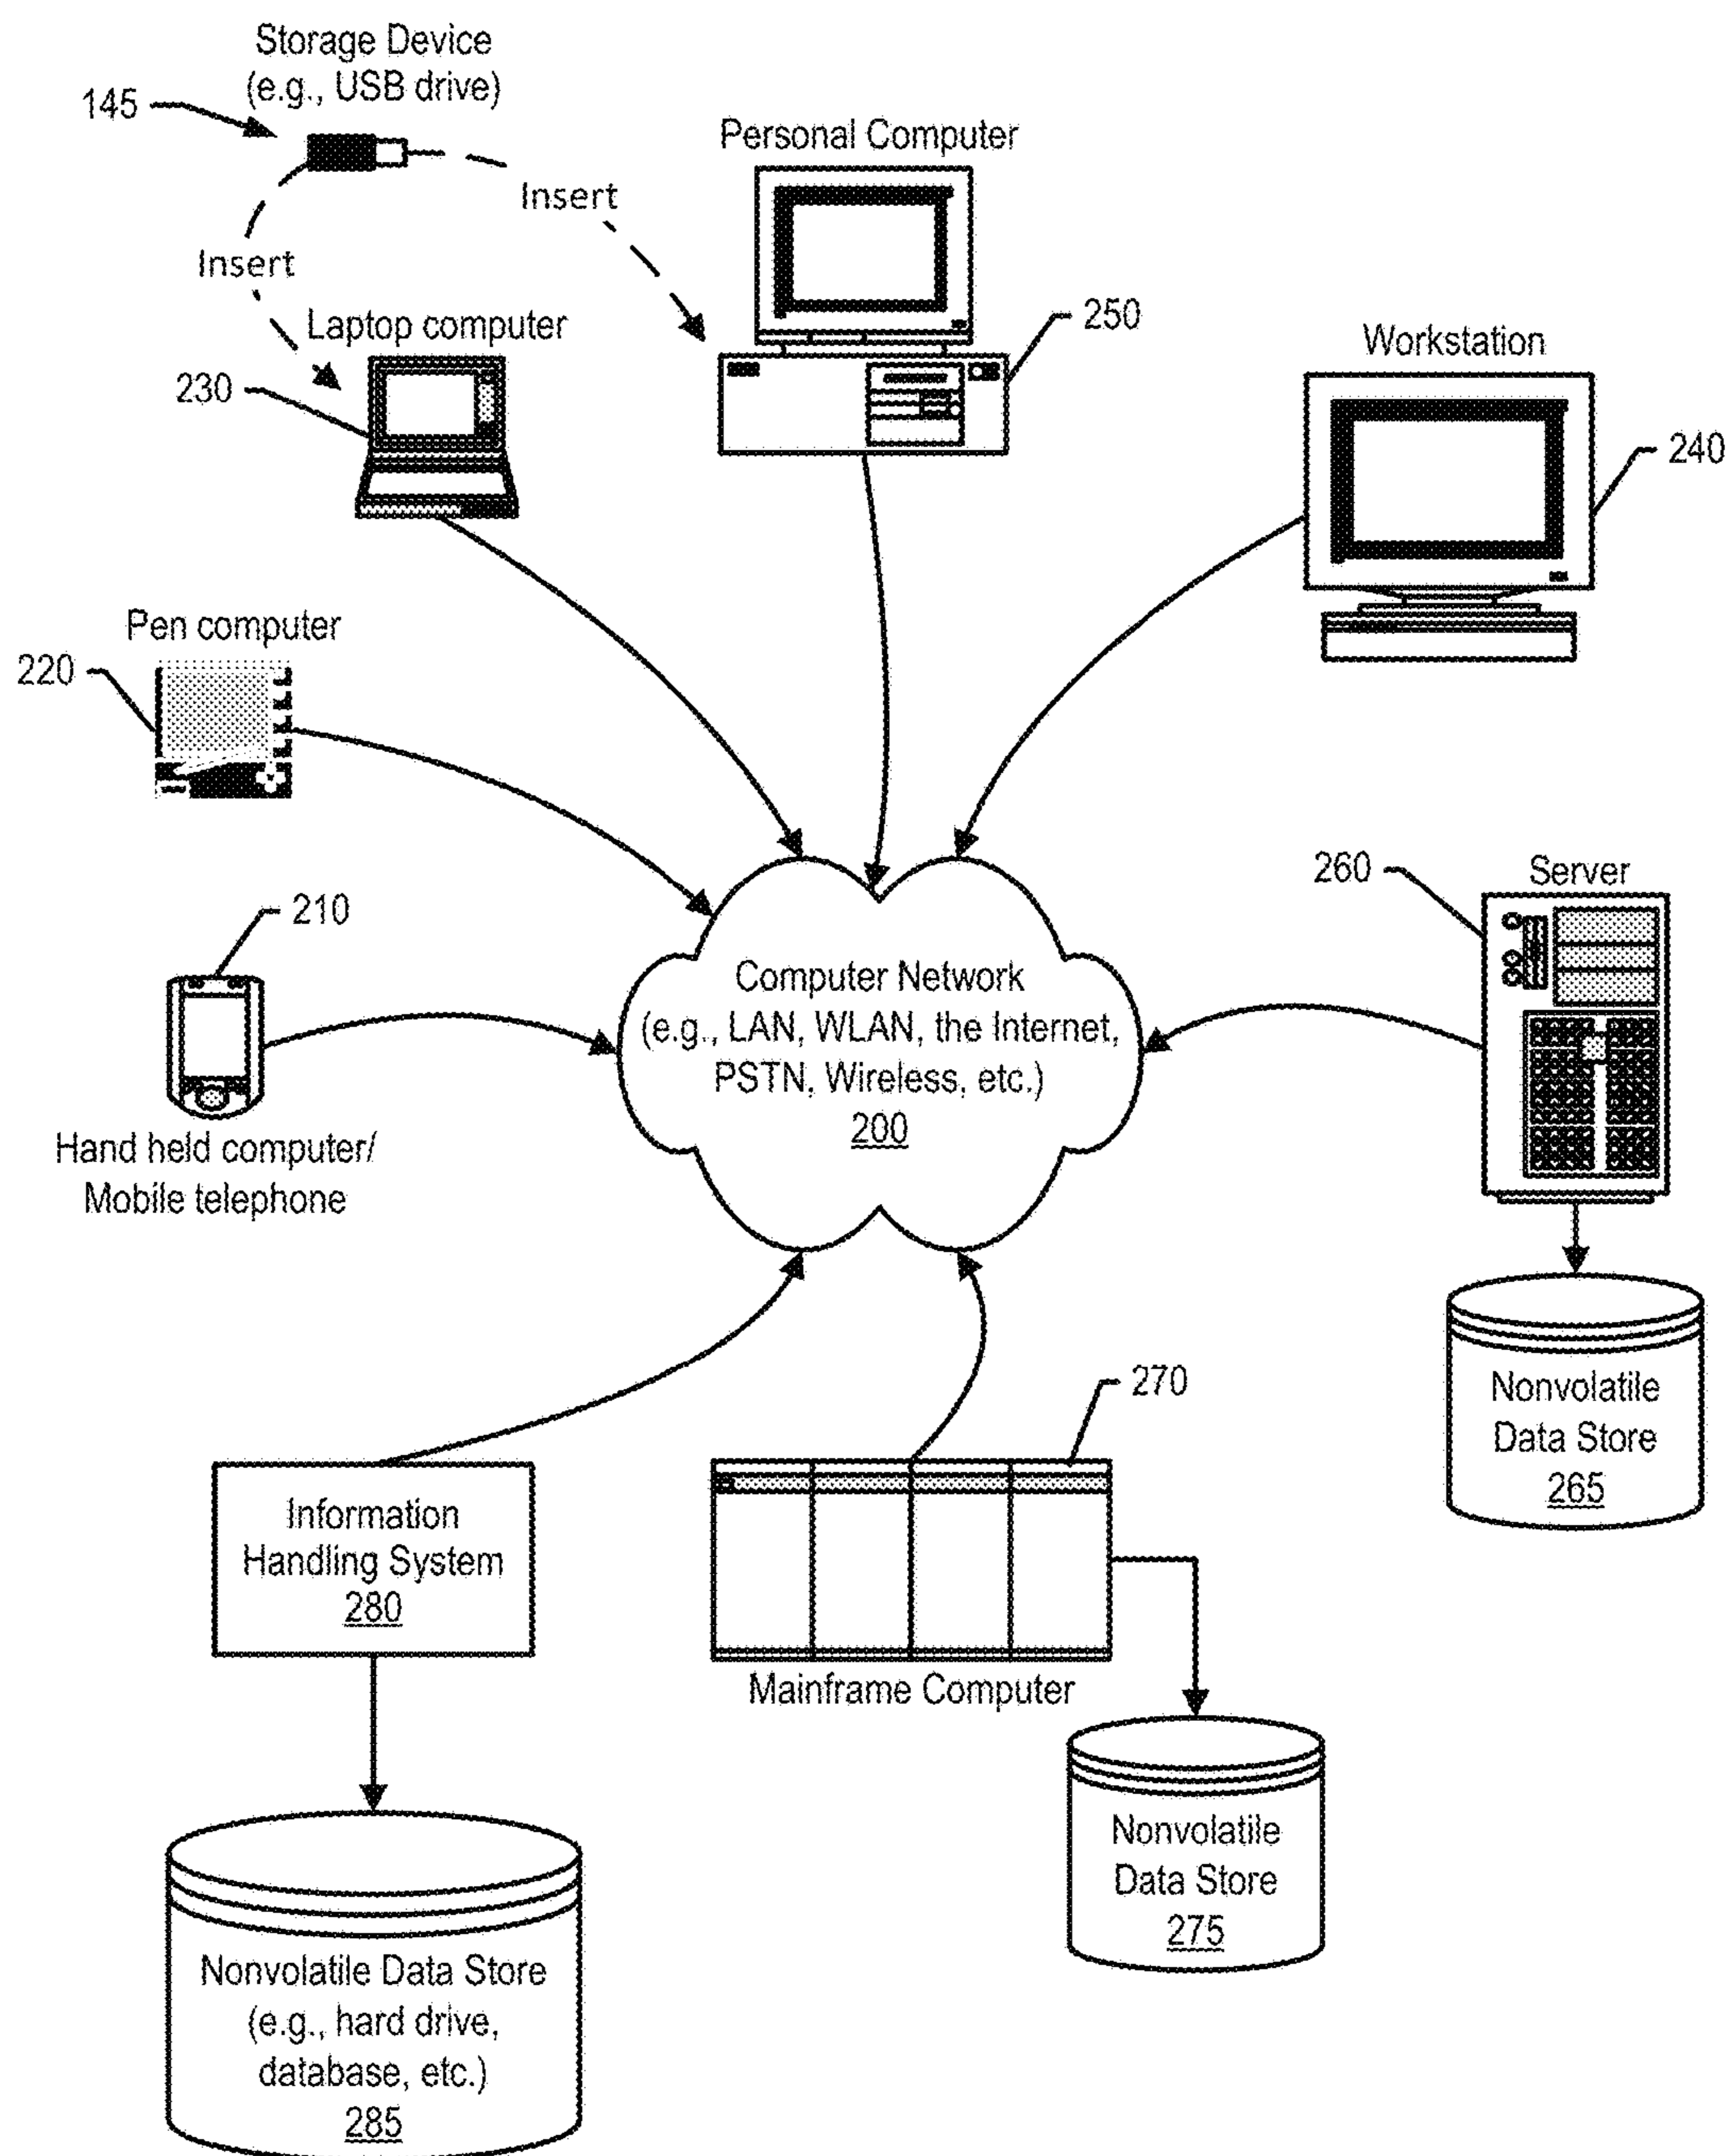 Storage Device
(e.g., USB drive)
145
Personal Computer
Insert
Insert
Laptop computer
250
Workstation
230
240
Pen computer
220
260
Server
210
Computer Network
(e.g., LAN, WLAN, the Internet,
PSTN, Wireless, etc.)
200
Hand held computer/
Mobile telephone
270
Nonvolatile
Data Store
265
Information
Handling System
280
Mainframe Computer
Nonvolatile
Data Store
275
Nonvolatile Data Store
(e.g., hard drive,
database, etc.)
285